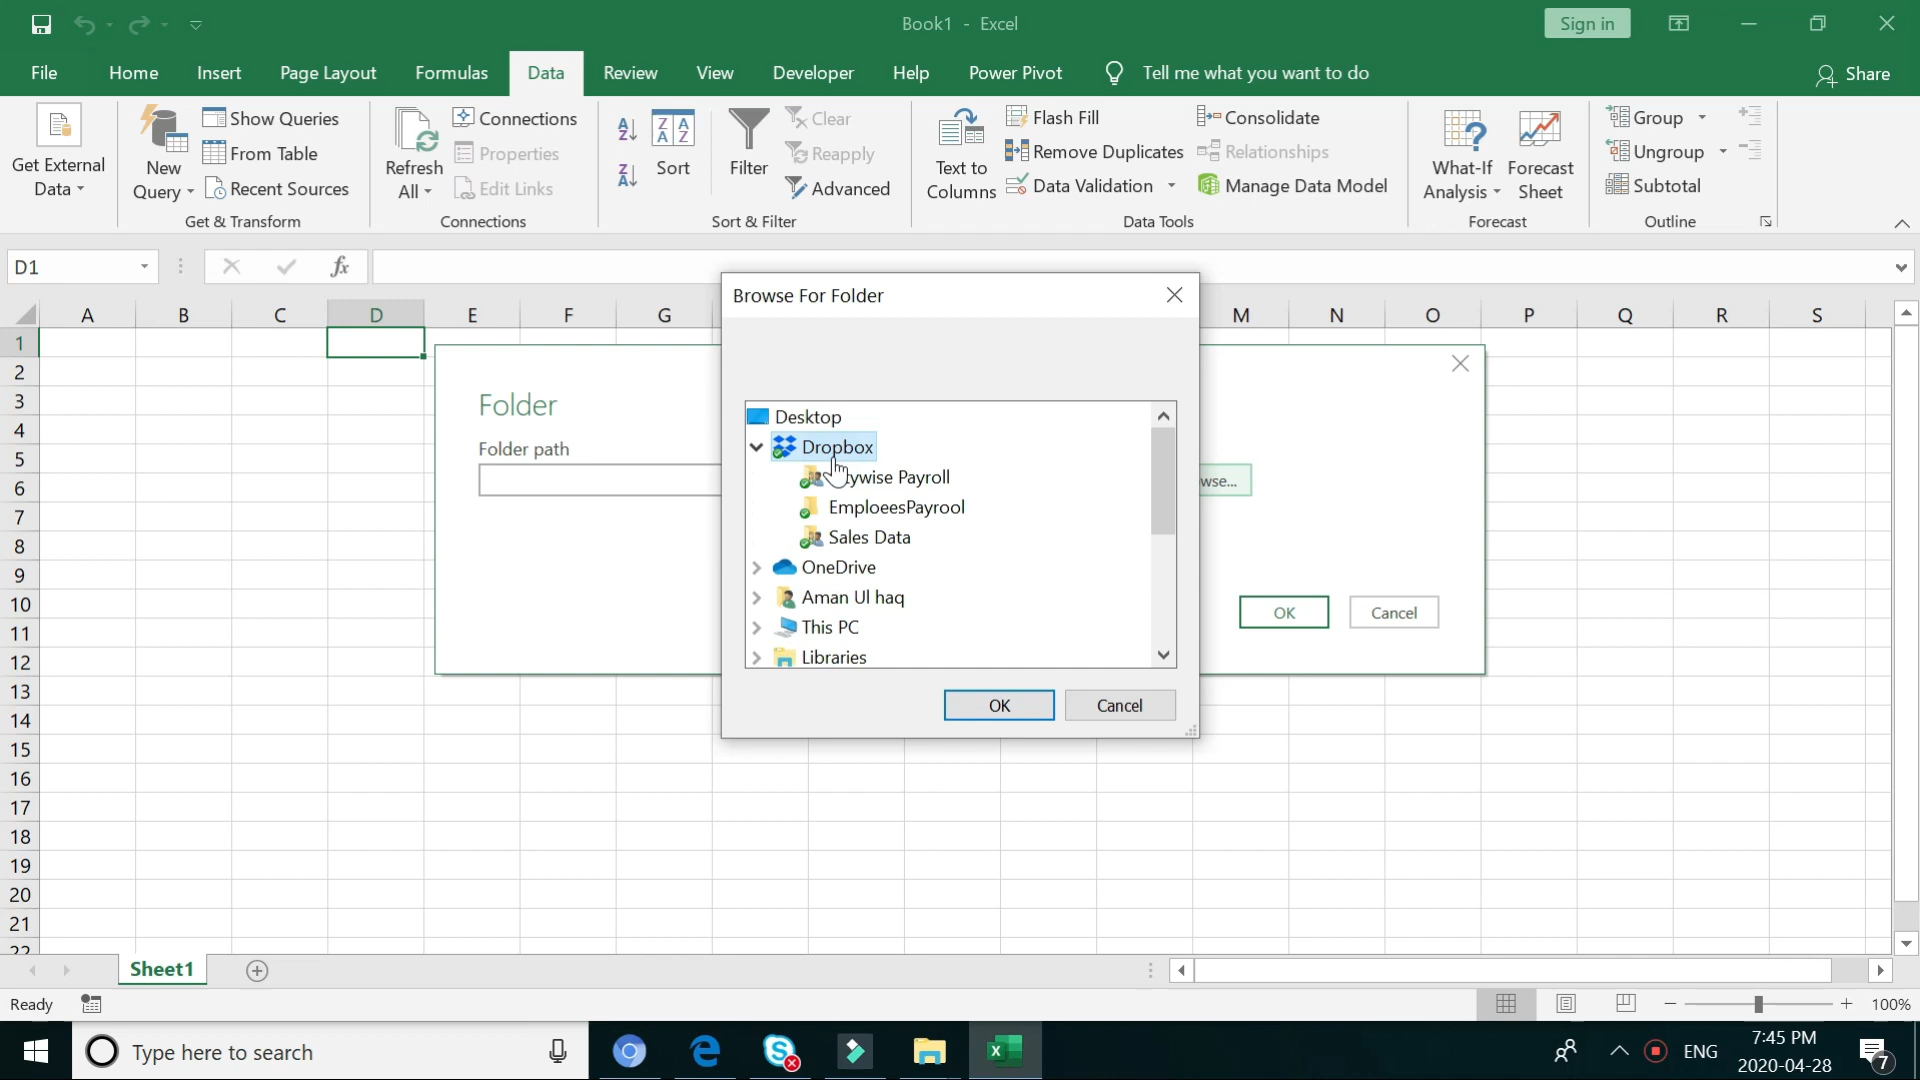 Book1 - Excel
Sign in
File Home Insert Page Layout Formulas Data Review View Developer Help Power Pivot Tell me what you want to do Share
Get External Data
New Query
Show Queries
From Table
Recent Sources
Get & Transform
Refresh All
Connections
Properties
Edit Links
Connections
Sort
Filter
Clear
Reapply
Advanced
Sort & Filter
Text to Columns
Flash Fill
Remove Duplicates
Data Validation
Consolidate
Relationships
Manage Data Model
Data Tools
What-If Analysis
Forecast Sheet
Forecast
Group
Ungroup
Subtotal
Outline
D1
fx
A B C D E F G M N O P Q R S
1
2
3
4
5
6
7
8
9
10
11
12
13
14
15
16
17
18
19
20
21
22
Folder
Folder path
wse...
OK Cancel
Browse For Folder
Desktop
Dropbox
ywise Payroll
EmploeesPayrool
Sales Data
OneDrive
Aman Ul haq
This PC
Libraries
OK Cancel
Sheet1
Ready
100%
Type here to search
ENG
7:45 PM
2020-04-28
7